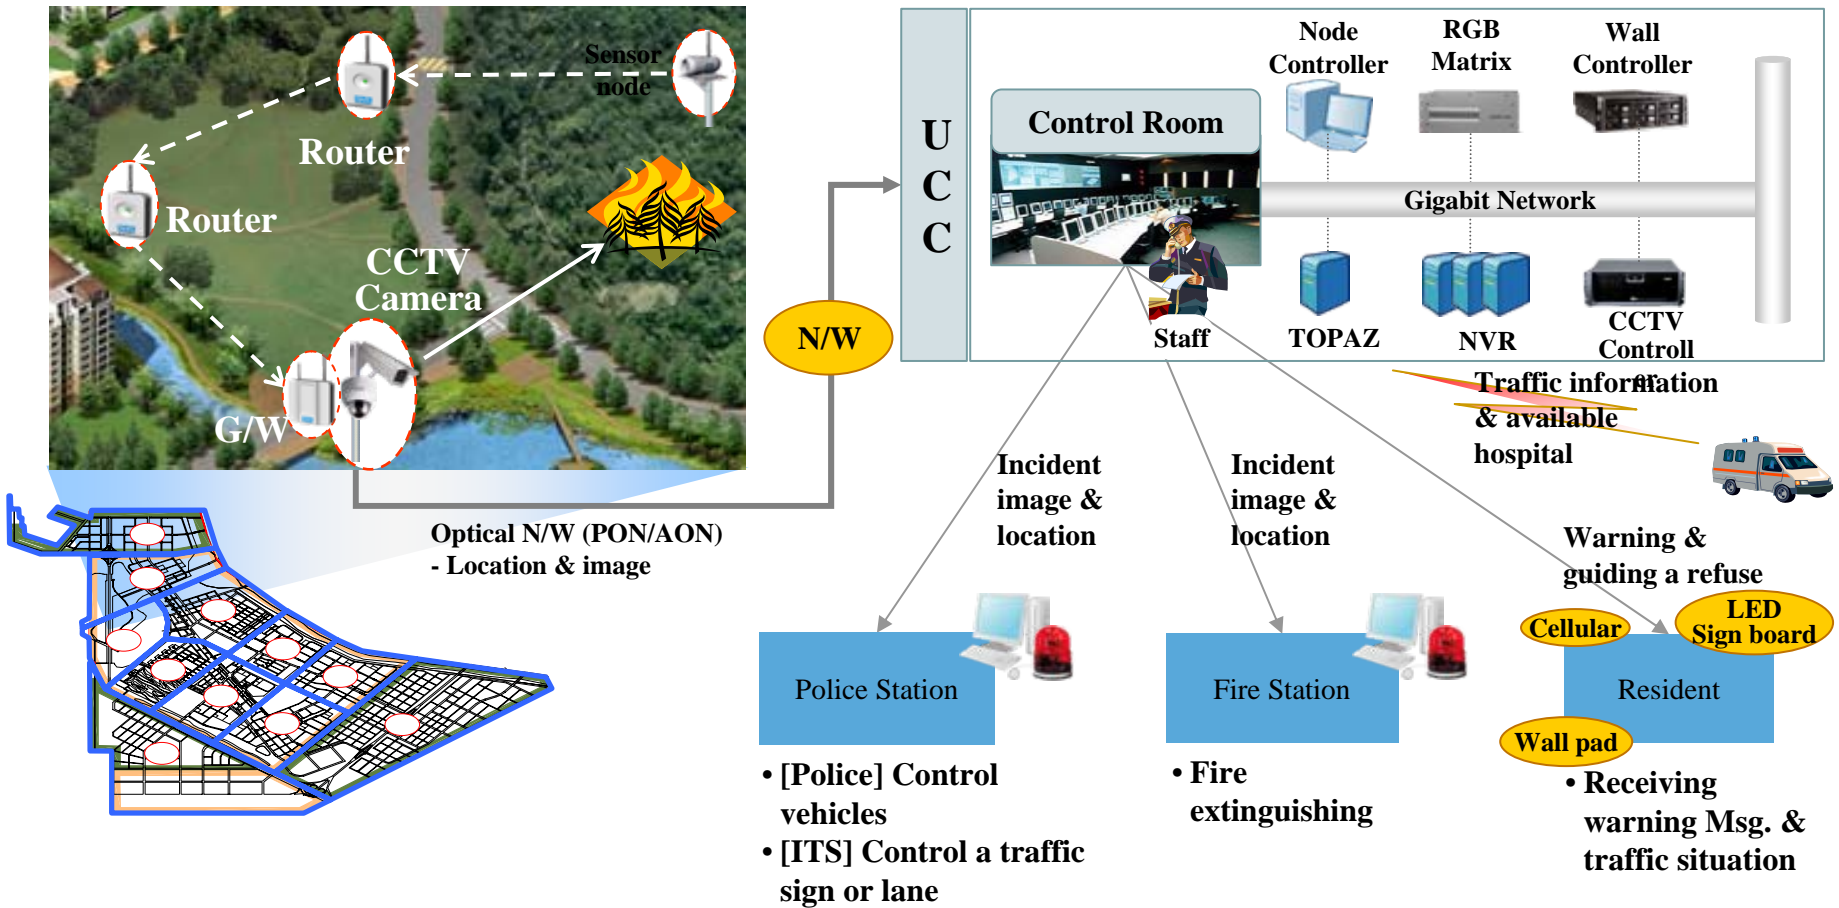 Sensor
node
Router
Router
CCTV
Camera
G/W
Optical N/W (PON/AON)
- Location & image
N/W
U
C
C
Control Room
Staff
Node
Controller
RGB
Matrix
Wall
Controller
Gigabit Network
TOPAZ
NVR
CCTV
Controll
er
Traffic information
& available
hospital
Incident
image &
location
Incident
image &
location
Warning &
guiding a refuse
Cellular
LED
Sign board
Wall pad
Police Station
Fire Station
Resident
• [Police] Control
vehicles
• [ITS] Control a traffic
sign or lane
• Fire
extinguishing
• Receiving
warning Msg. &
traffic situation